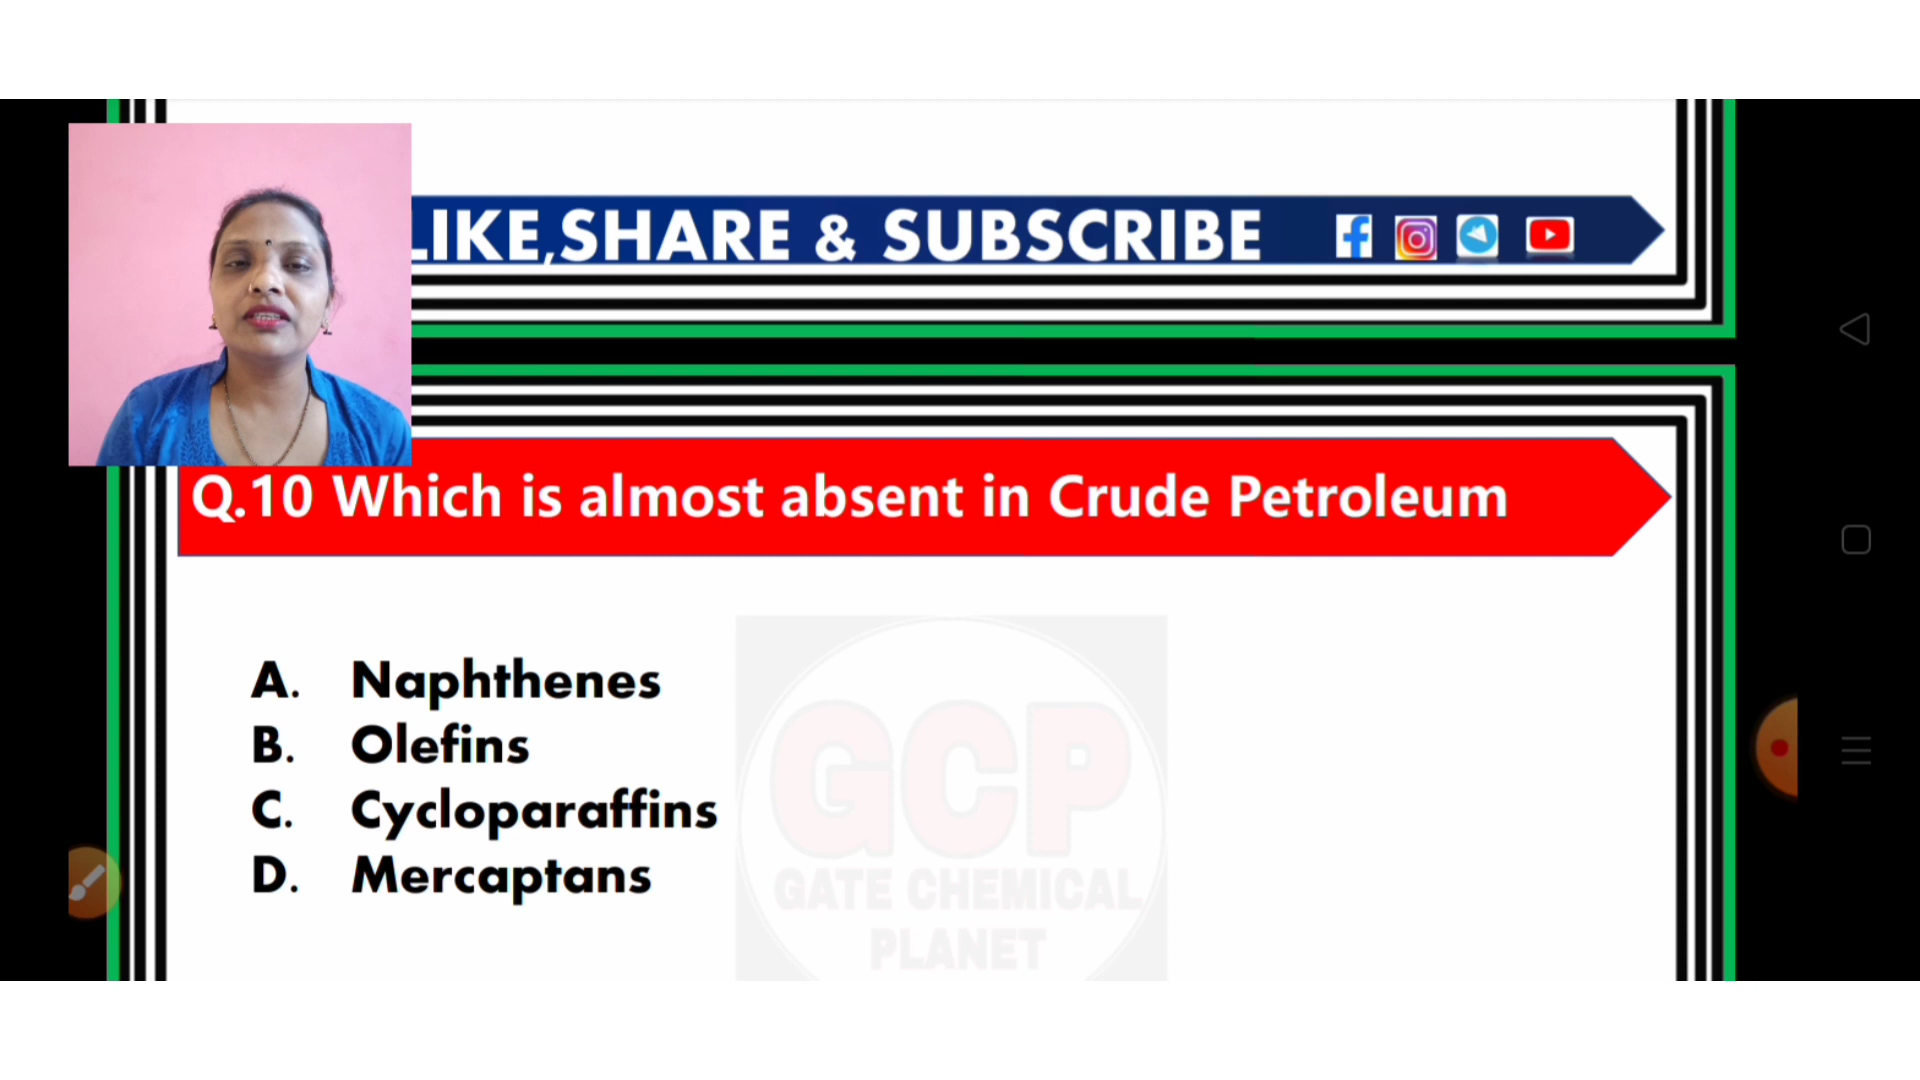 LIKE,SHARE & SUBSCRIBE
Q.10 Which is almost absent in Crude Petroleum
A. Naphthenes
B. Olefins
C. Cycloparaffins
D. Mercaptans
GCP
GATE CHEMICAL
PLANET